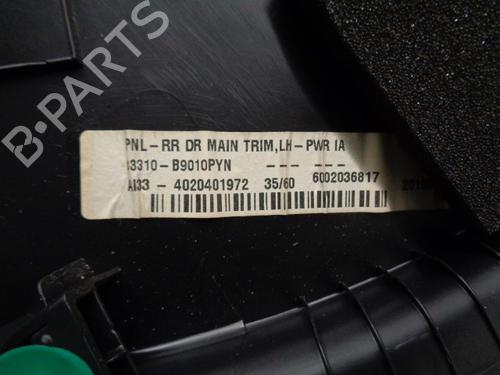 B-PARTS
PNL-RR DR MAIN TRIM,LH-PWR IA
3310-B9010PYN --- --- ---
AI33-4020401972 35/60 6002036817